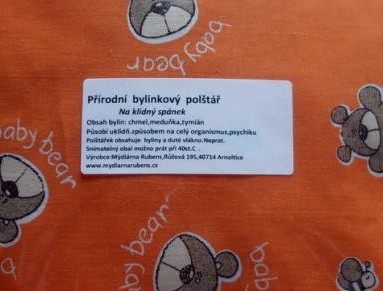 baby bear
Přírodní bylinkový polštář
Na klidný spánek
Obsah bylin: chmel,meduňka,tymián
Působí uklidň.způsobem na celý organismus,psychiku
Polštářek obsahuje byliny a duté vlákno.Neprat.
Snímatelný obal možno prát při 40st.C .
Výrobce:Mýdlárna Rubens,Růžová 195,40714 Arnoltice
www.mydlarnarubens.cz
baby bear
baby bear
baby